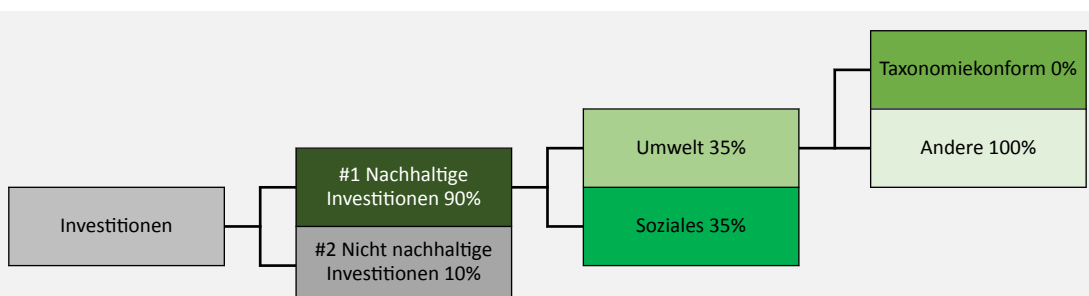 Investitionen
#1 Nachhaltige
Investitionen 90%
#2 Nicht nachhaltige
Investitionen 10%
Umwelt 35%
Soziales 35%
Taxonomiekonform 0%
Andere 100%